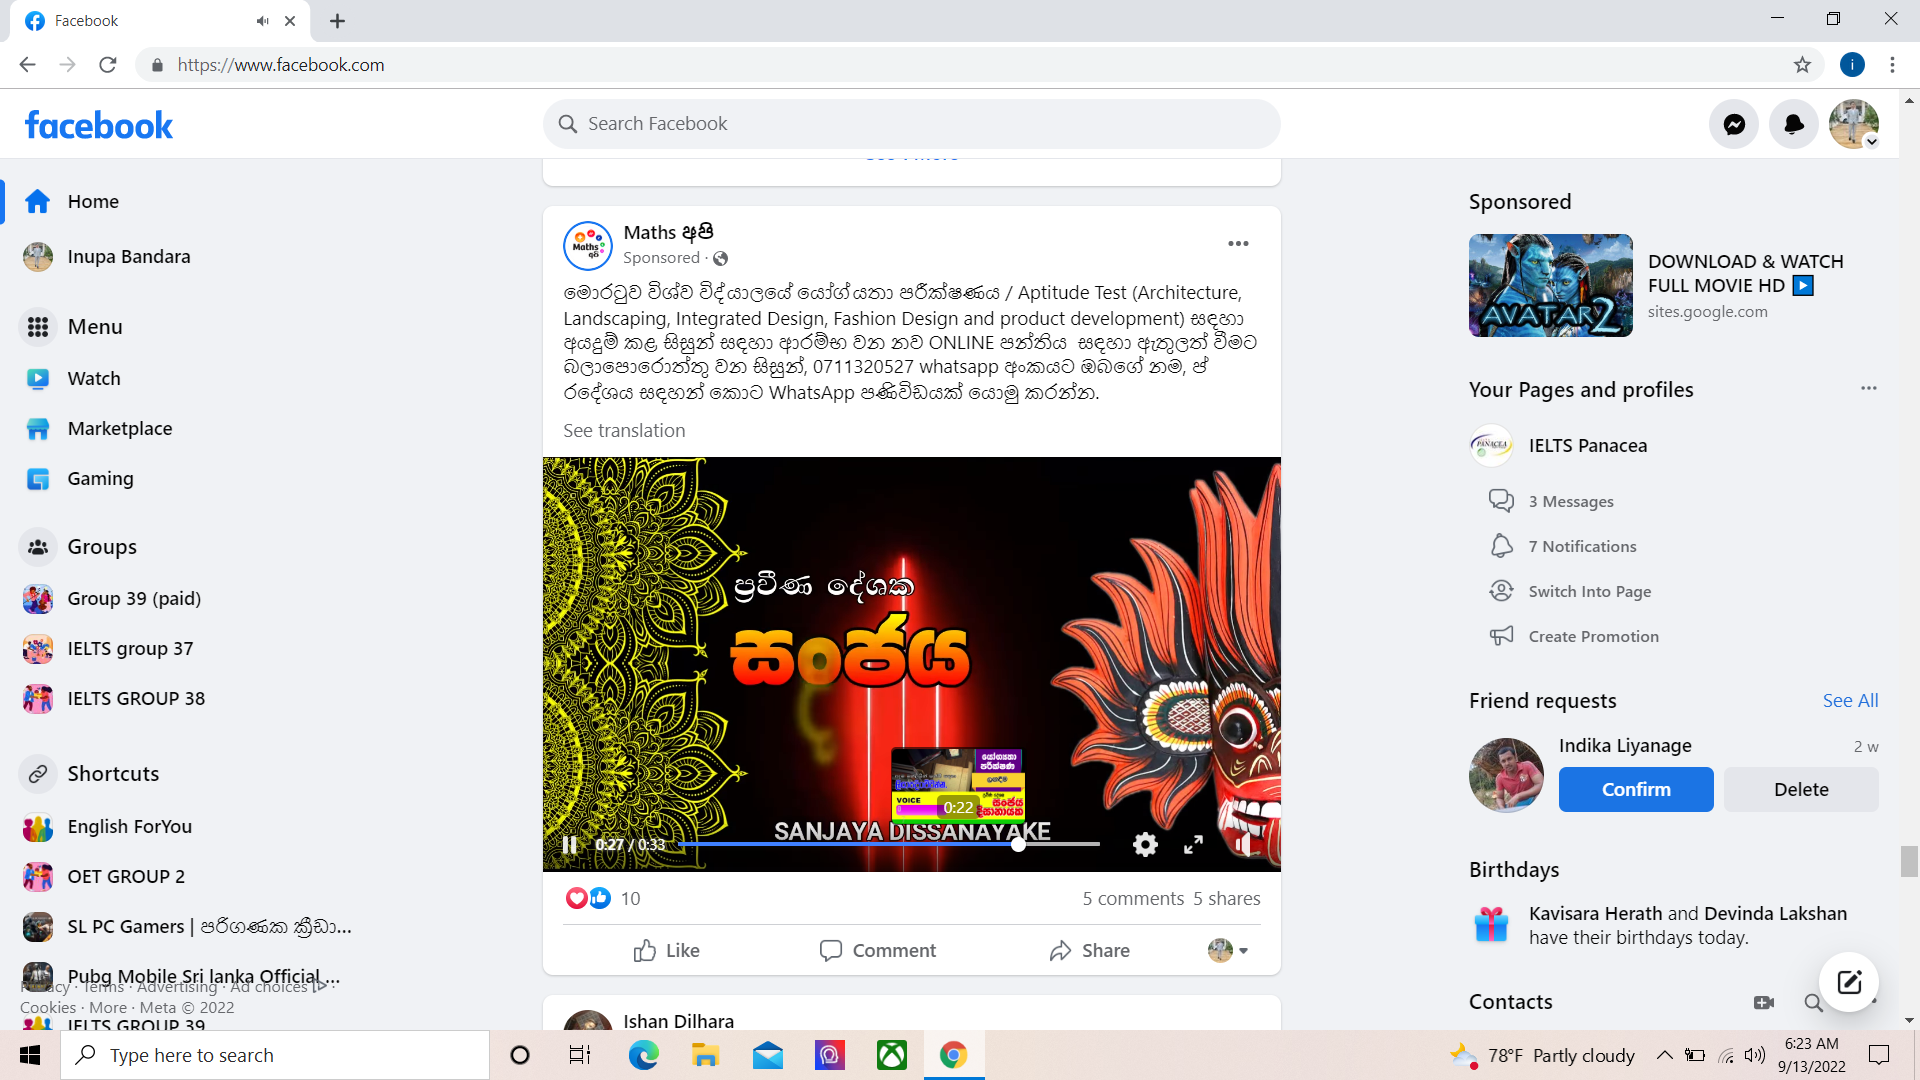 Facebook
https://www.facebook.com
i
facebook
Search Facebook
Home
Inupa Bandara
Menu
Watch
Marketplace
Gaming
Groups
Group 39 (paid)
IELTS group 37
IELTS GROUP 38
Shortcuts
English ForYou
OET GROUP 2
SL PC Gamers | පරිගණක ක්‍රීඩා...
Pubg Mobile Sri lanka Official ...
Privacy · Terms · Advertising · Ad choices ·
Cookies · More · Meta © 2022
IELTS GROUP 39
Maths අපි
Maths අපි
Sponsored ·
මොරටුව විශ්ව විද්‍යාලයේ යෝග්‍යතා පරීක්ෂණය / Aptitude Test (Architecture,
Landscaping, Integrated Design, Fashion Design and product development) සඳහා
අයදුම් කළ සිසුන් සඳහා ආරම්භ වන නව ONLINE පන්තිය සඳහා ඇතුලත් වීමට
බලාපොරොත්තු වන සිසුන්, 0711320527 whatsapp අංකයට ඔබගේ නම, ප්
රදේශය සඳහන් කොට WhatsApp පණිවිඩයක් යොමු කරන්න.
See translation
ප්‍රවීණ දේශක
සංජය
යෝග්‍යතා
පරීක්ෂණ
VOICE
සංජය
දිසානායක
0:22
SANJAYA DISSANAYAKE
0:27 / 0:33
10
5 comments 5 shares
Like
Comment
Share
Ishan Dilhara
Sponsored
AVATAR 2
DOWNLOAD & WATCH
FULL MOVIE HD
sites.google.com
Your Pages and profiles
PANACEA
IELTS Panacea
3 Messages
7 Notifications
Switch Into Page
Create Promotion
Friend requests
See All
Indika Liyanage
2 w
Confirm
Delete
Birthdays
Kavisara Herath and Devinda Lakshan
have their birthdays today.
Contacts
Type here to search
78°F Partly cloudy
6:23 AM
9/13/2022